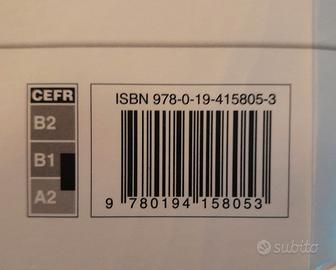 CEFR
B2
B1
A2
ISBN 978-0-19-415805-3
9 780194 158053
subito